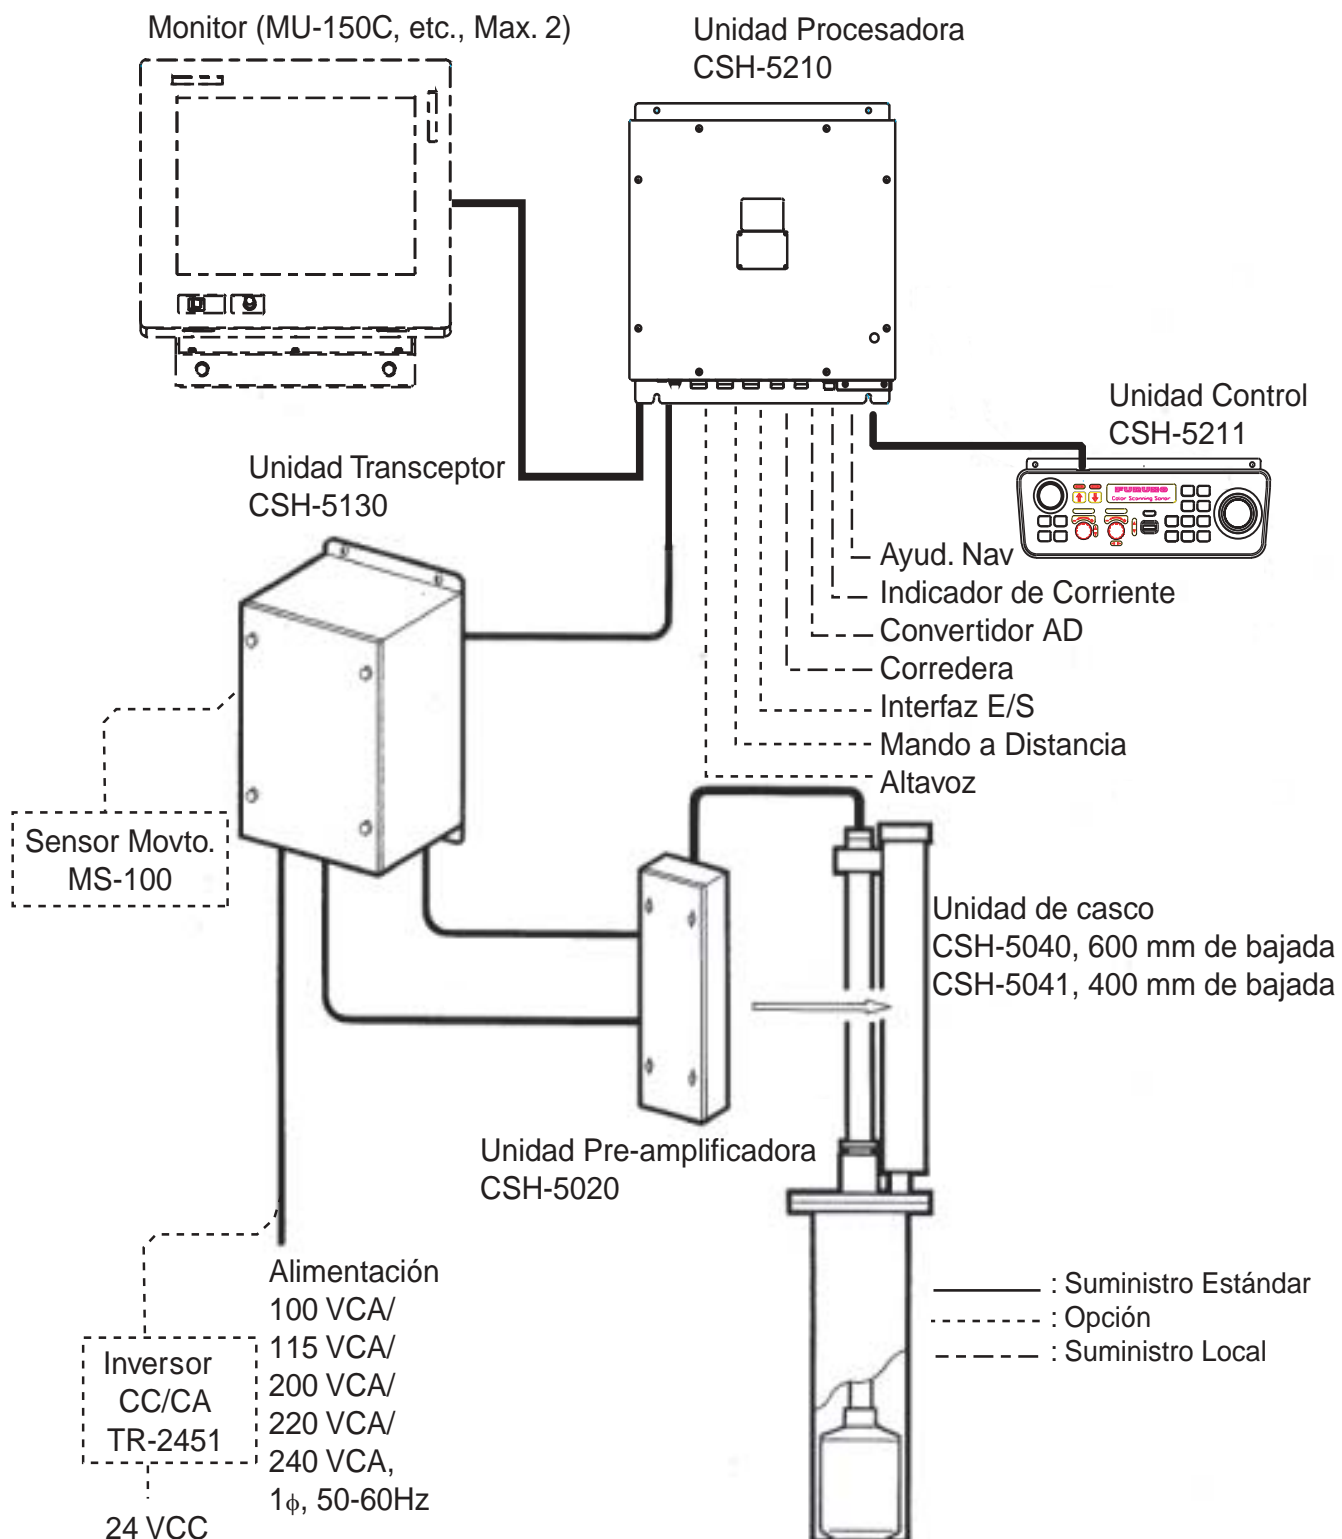 Monitor (MU-150C, etc., Max. 2)
Unidad Procesadora
CSH-5210
Unidad Control
CSH-5211
FURUNO
Color Scanning Sonar
Unidad Transceptor
CSH-5130
Ayud. Nav
Indicador de Corriente
Convertidor AD
Corredera
Interfaz E/S
Mando a Distancia
Altavoz
Sensor Movto.
MS-100
Unidad de casco
CSH-5040, 600 mm de bajada
CSH-5041, 400 mm de bajada
Unidad Pre-amplificadora
CSH-5020
Alimentación
100 VCA/
115 VCA/
200 VCA/
220 VCA/
240 VCA,
1ϕ, 50-60Hz
Inversor
CC/CA
TR-2451
24 VCC
: Suministro Estándar
: Opción
: Suministro Local